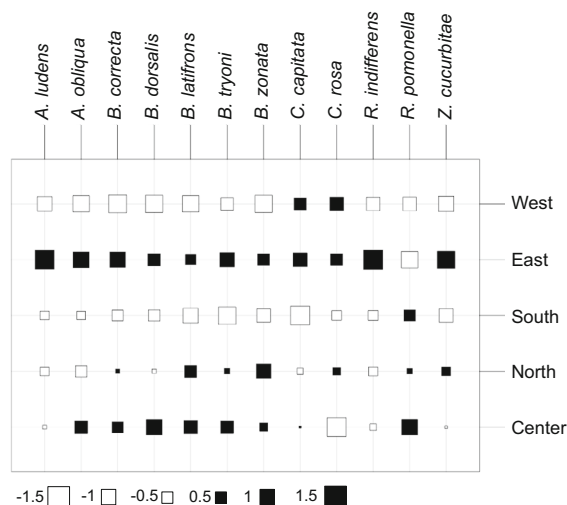 A. ludens
A. obliqua
B. correcta
B. dorsalis
B. latifrons
B. tryoni
B. zonata
C. capitata
C. rosa
R. indifferens
R. pomonella
Z. cucurbitae
West
East
South
North
Center
-1.5 -1 -0.5 0.5 1 1.5